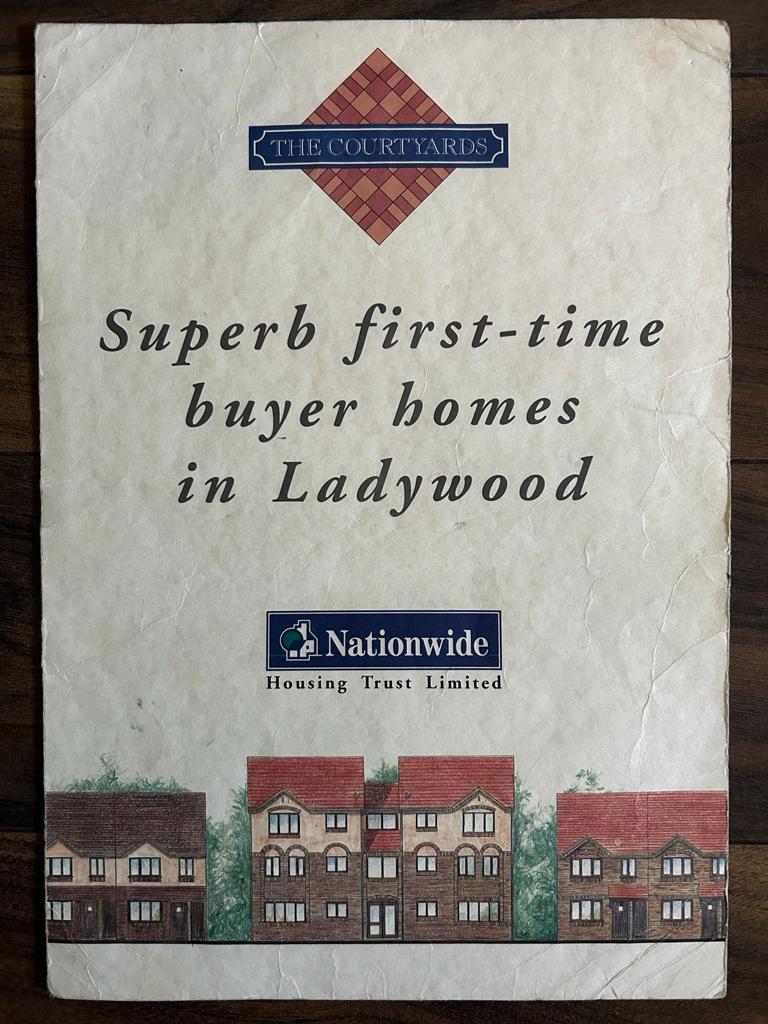 THE COURTYARDS
Superb first-time
buyer homes
in Ladywood
Nationwide
Housing Trust Limited